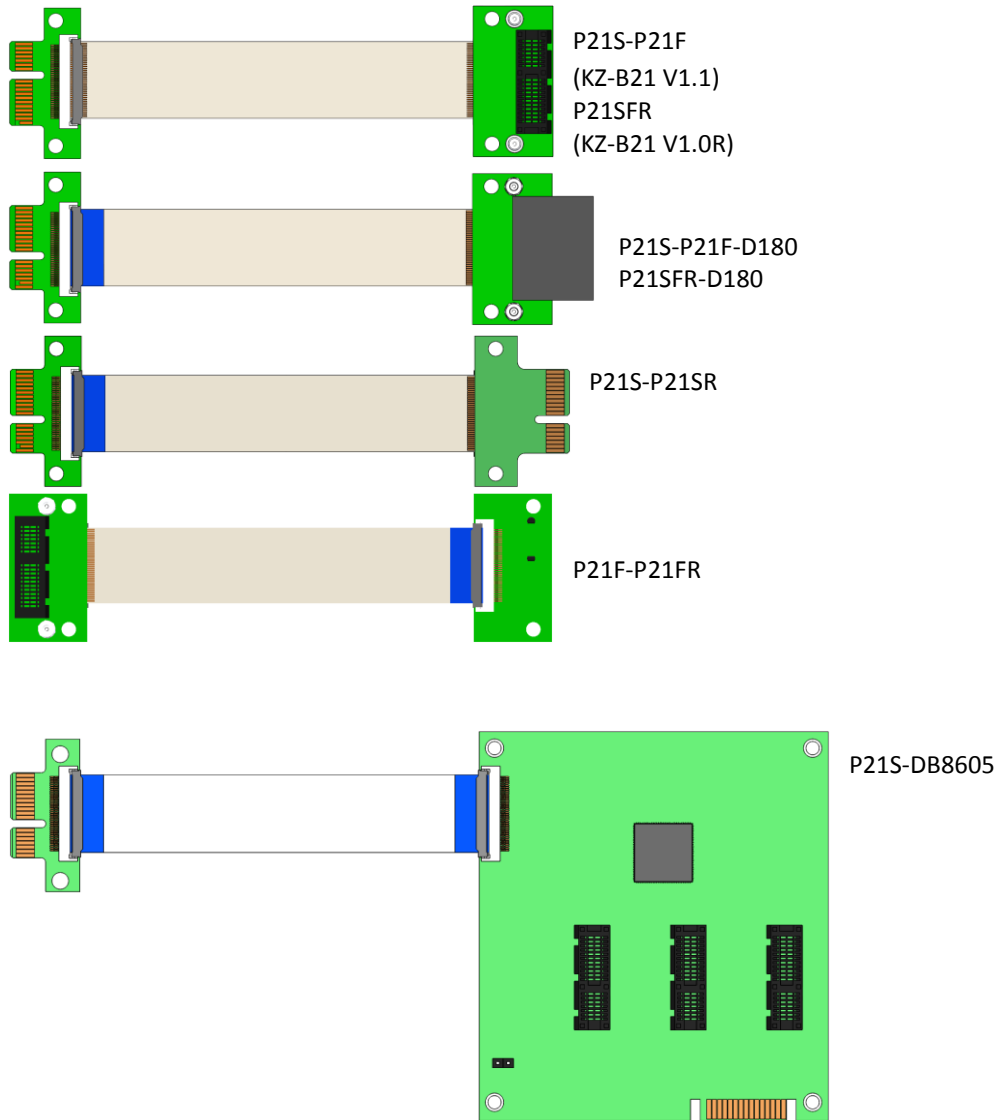 P21S-P21F
(KZ-B21 V1.1)
P21SFR
(KZ-B21 V1.0R)
P21S-P21F-D180
P21SFR-D180
P21S-P21SR
P21F-P21FR
P21S-DB8605